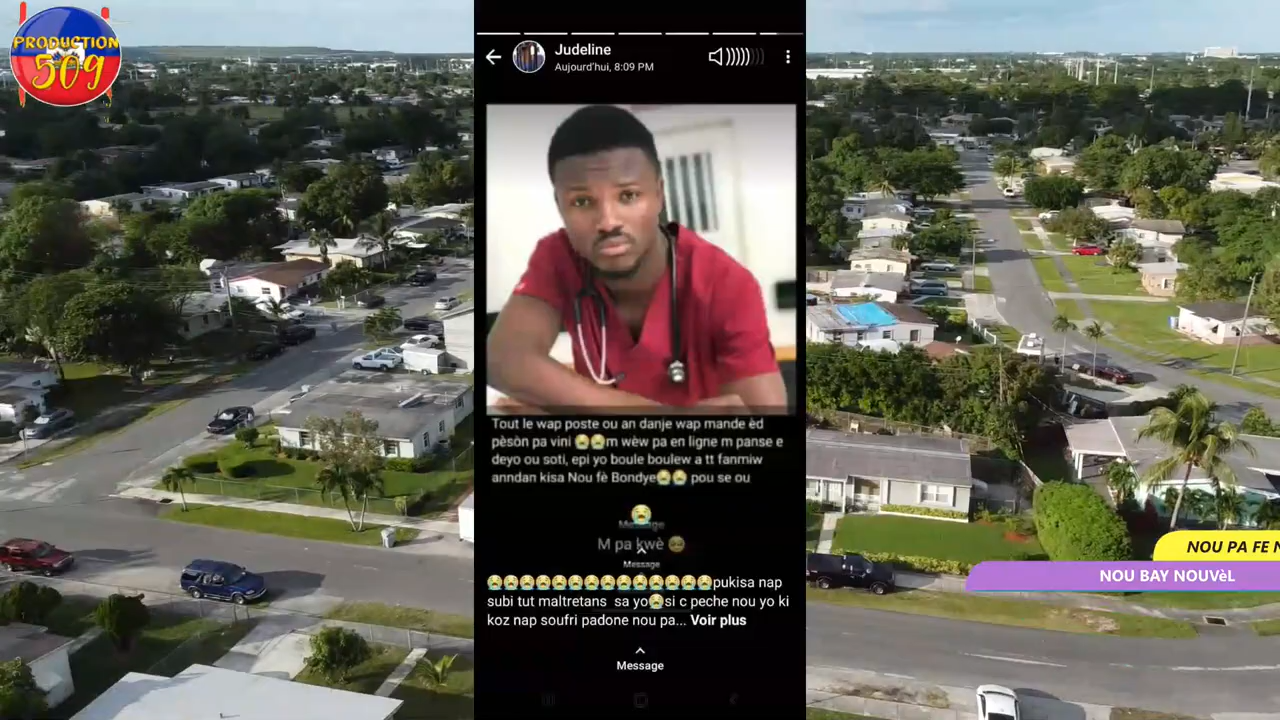 PRODUCTION
509
Judeline
Aujourd'hui, 8:09 PM
Tout le wap poste ou an danje wap mande èd
pèsòn pa vini 😭😭m wèw pa en ligne m panse e
deyo ou soti, epi yo boule boulew a tt fanmiw
anndan kisa Nou fè Bondye😭😭 pou se ou
😭
Message
M pa kwè 🥺
Message
😭😭😭😭😭😭😭😭😭😭😭😭😭😭pukisa nap
subi tut maltretans sa yo😭si c peche nou yo ki
koz nap soufri padone nou pa... Voir plus
Message
NOU PA FE N
NOU BAY NOUVèL